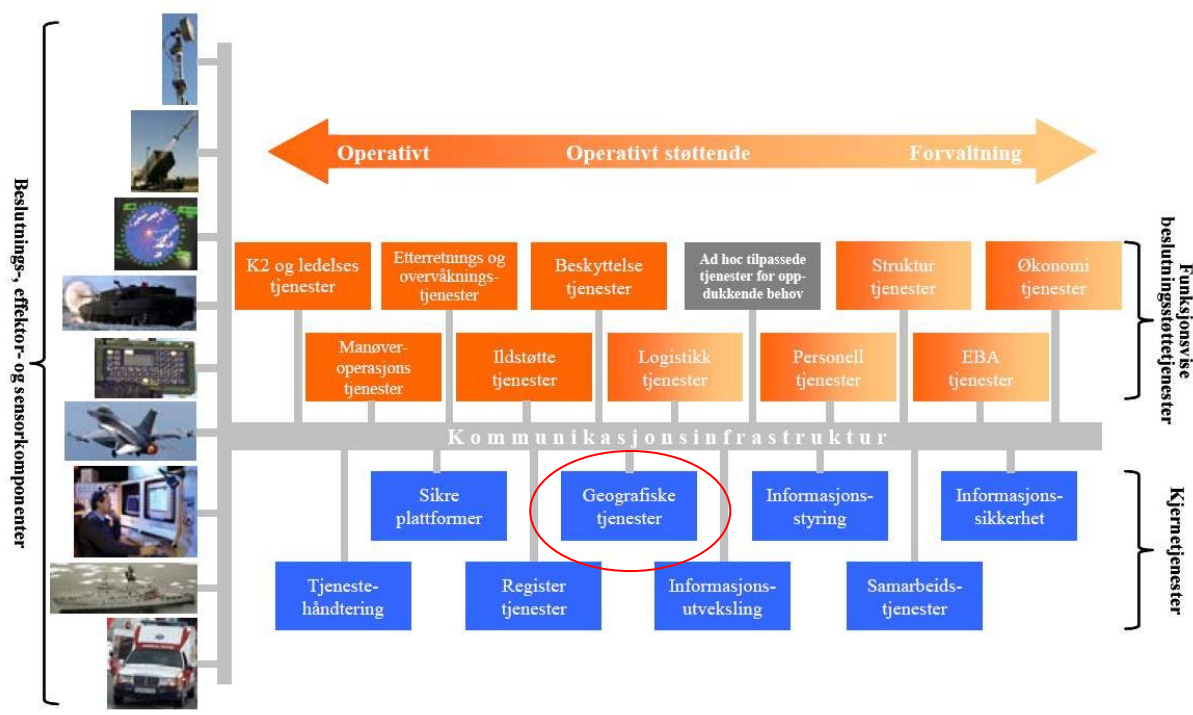 Beslutnings-, effektor- og sensorkomponenter
Operativt
Operativt støttende
Forvaltning
K2 og ledelses
tjenester
Etterretnings og
overvåknings-
tjenester
Beskyttelse
tjenester
Ad hoc tilpassede
tjenester for opp-
dukkende behov
Struktur
tjenester
Økonomi
tjenester
Manøver-
operasjons
tjenester
Ildstøtte
tjenester
Logistikk
tjenester
Personell
tjenester
EBA
tjenester
Funksjonsvise
beslutningsstøttetjenester
Kommunikasjonsinfrastruktur
Sikre
plattformer
Geografiske
tjenester
Informasjons-
styring
Informasjons-
sikkerhet
Tjeneste-
håndtering
Register
tjenester
Informasjons-
utveksling
Samarbeids-
tjenester
Kjernetjenester